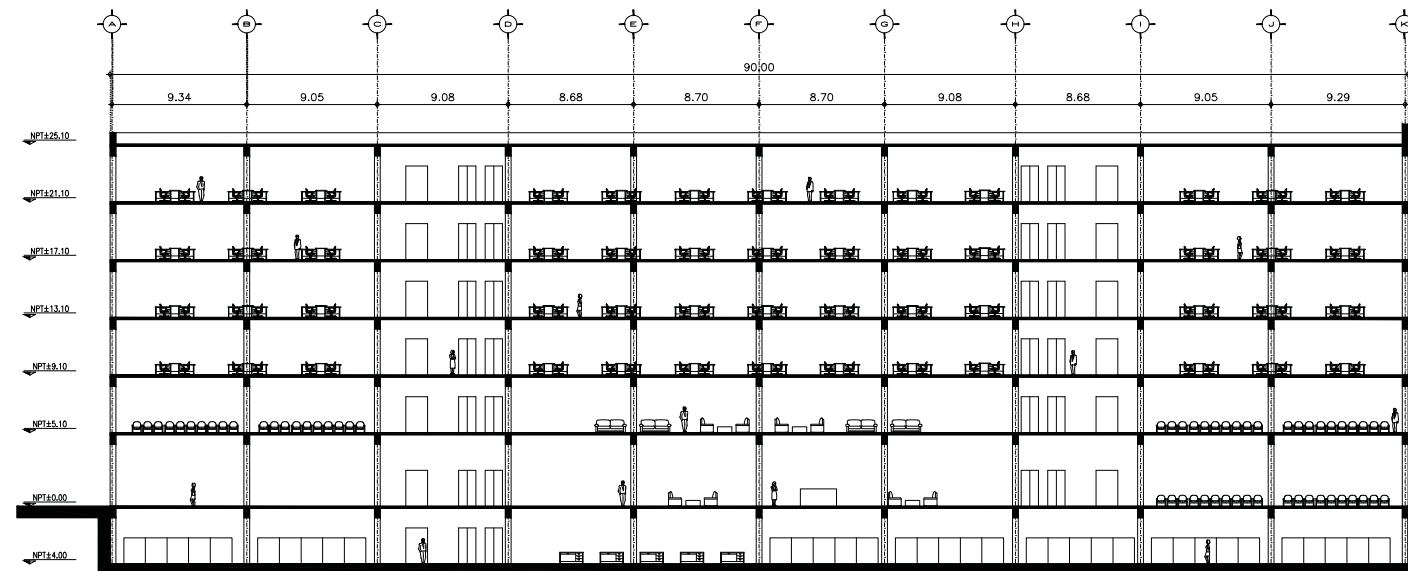 A B C D E F G H I J K
90.00
9.34 9.05 9.08 8.68 8.70 8.70 9.08 8.68 9.05 9.29
NPT±25.10
NPT±21.10
NPT±17.10
NPT±13.10
NPT±9.10
NPT±5.10
NPT±0.00
NPT±4.00